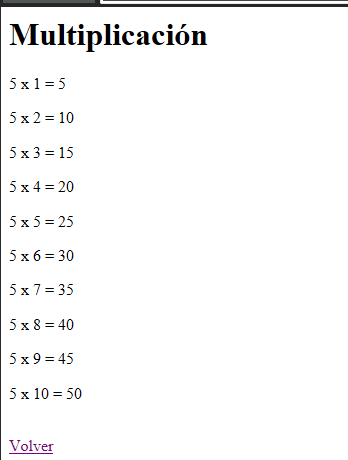 Multiplicación
5 x 1 = 5
5 x 2 = 10
5 x 3 = 15
5 x 4 = 20
5 x 5 = 25
5 x 6 = 30
5 x 7 = 35
5 x 8 = 40
5 x 9 = 45
5 x 10 = 50
Volver